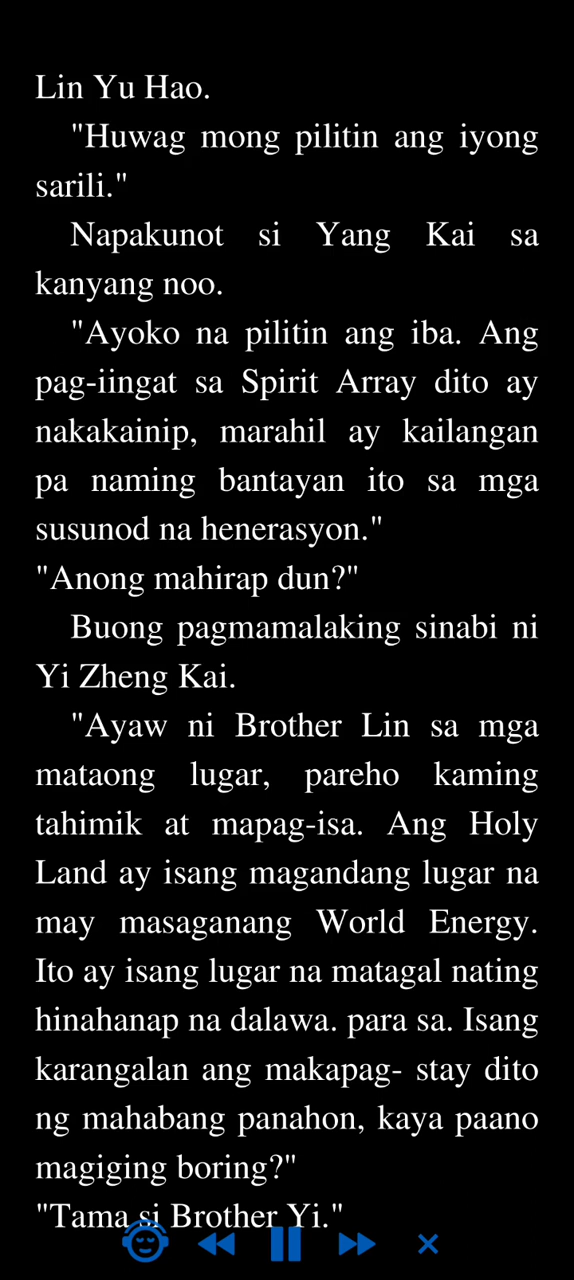 Lin Yu Hao.
"Huwag mong pilitin ang iyong
sarili."
Napakunot si Yang Kai sa
kanyang noo.
"Ayoko na pilitin ang iba. Ang
pag-iingat sa Spirit Array dito ay
nakakainip, marahil ay kailangan
pa naming bantayan ito sa mga
susunod na henerasyon."
"Anong mahirap dun?"
Buong pagmamalaking sinabi ni
Yi Zheng Kai.
"Ayaw ni Brother Lin sa mga
mataong lugar, pareho kaming
tahimik at mapag-isa. Ang Holy
Land ay isang magandang lugar na
may masaganang World Energy.
Ito ay isang lugar na matagal nating
hinahanap na dalawa. para sa. Isang
karangalan ang makapag- stay dito
ng mahabang panahon, kaya paano
magiging boring?"
"Tama si Brother Yi."